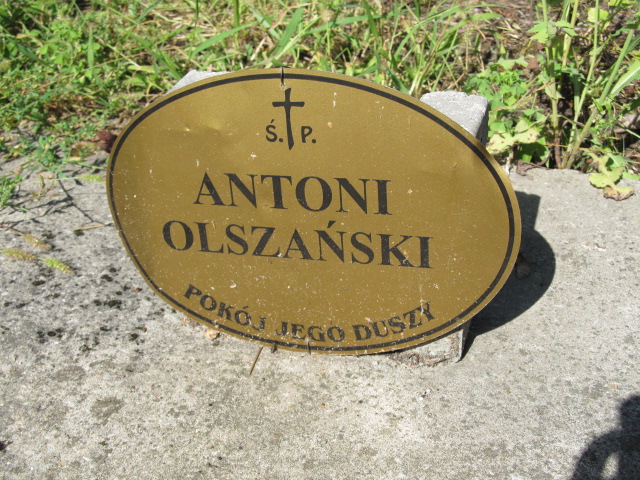 Ś. P.
ANTONI
OLSZAŃSKI
POKÓJ JEGO DUSZY